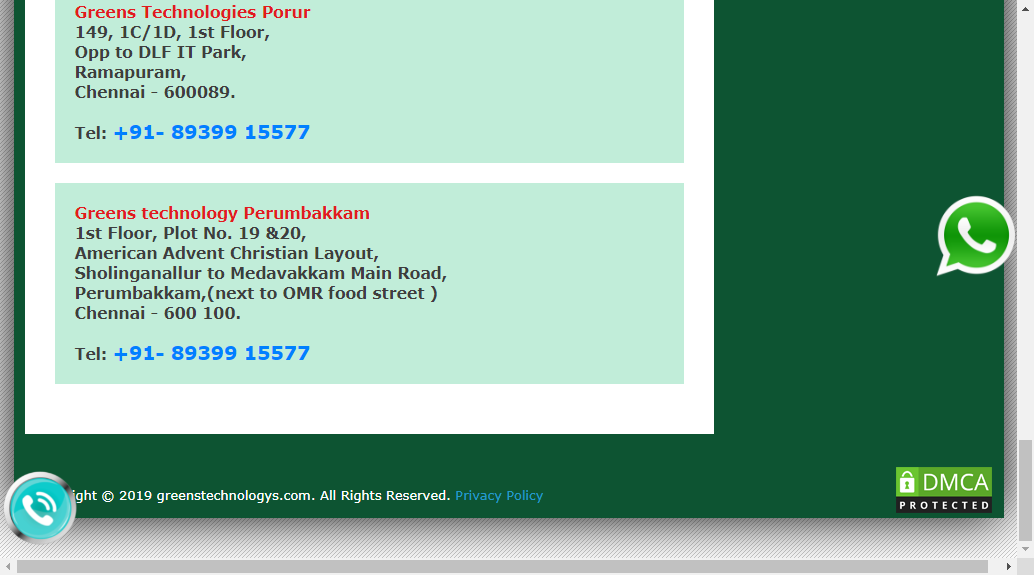 Greens Technologies Porur
149, 1C/1D, 1st Floor,
Opp to DLF IT Park,
Ramapuram,
Chennai - 600089.
Tel: +91- 89399 15577
Greens technology Perumbakkam
1st Floor, Plot No. 19 &20,
American Advent Christian Layout,
Sholinganallur to Medavakkam Main Road,
Perumbakkam,(next to OMR food street )
Chennai - 600 100.
Tel: +91- 89399 15577
ight © 2019 greenstechnologys.com. All Rights Reserved. Privacy Policy
DMCA
PROTECTED